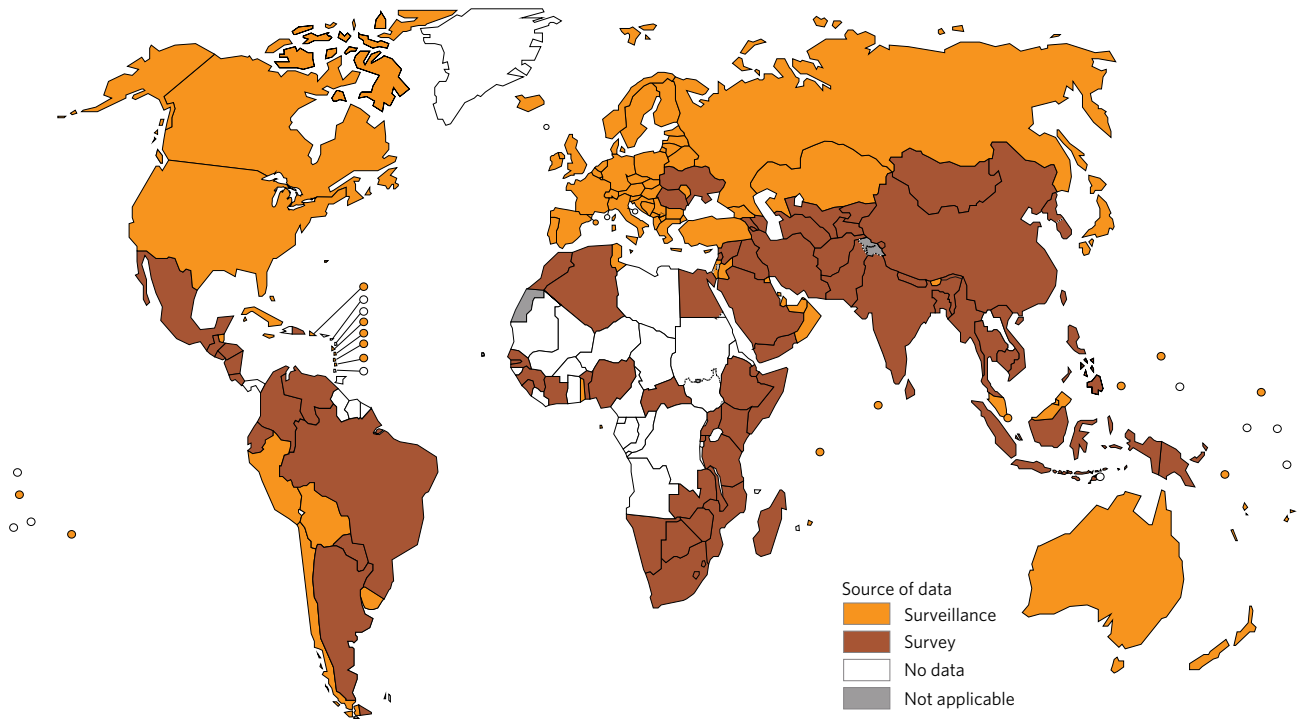 Source of data
Surveillance
Survey
No data
Not applicable